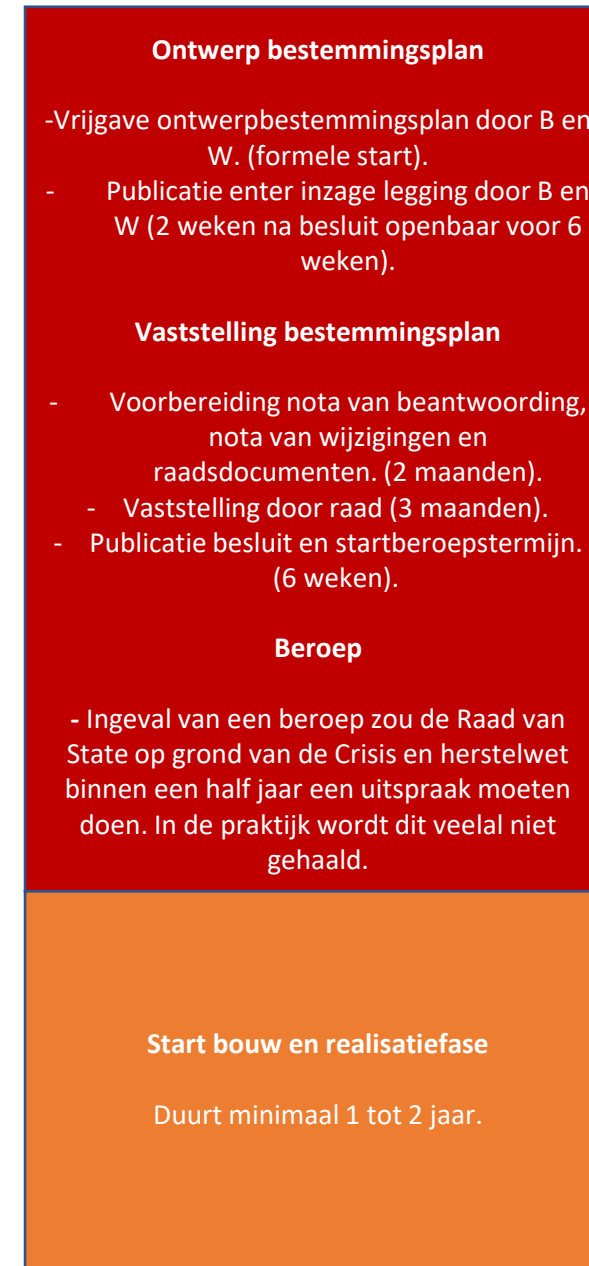 Ontwerp bestemmingsplan
-Vrijgave ontwerpbestemmingsplan door B en
W. (formele start).
- Publicatie enter inzage legging door B en
W (2 weken na besluit openbaar voor 6
weken).
Vaststelling bestemmingsplan
- Voorbereiding nota van beantwoording,
nota van wijzigingen en
raadsdocumenten. (2 maanden).
- Vaststelling door raad (3 maanden).
- Publicatie besluit en startberoepstermijn.
(6 weken).
Beroep
- Ingeval van een beroep zou de Raad van
State op grond van de Crisis en herstelwet
binnen een half jaar een uitspraak moeten
doen. In de praktijk wordt dit veelal niet
gehaald.
Start bouw en realisatiefase
Duurt minimaal 1 tot 2 jaar.